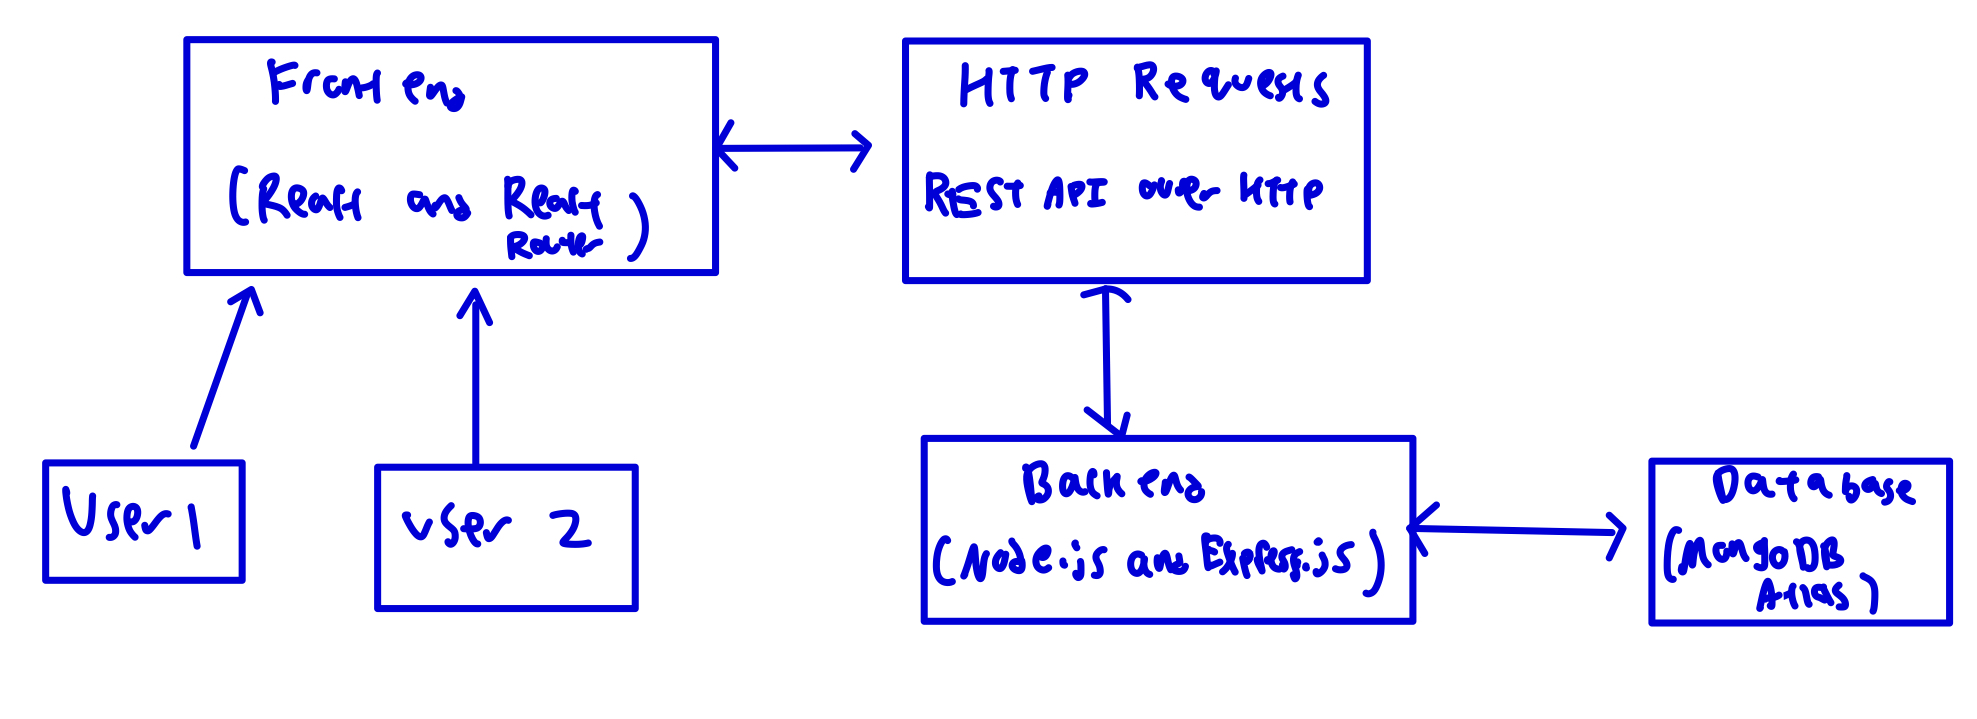 Front end
(React and React
Router)
HTTP Requests
REST API over HTTP
User 1
User 2
Back end
(Node.js and Express.js)
Database
(MongoDB
Atlas)